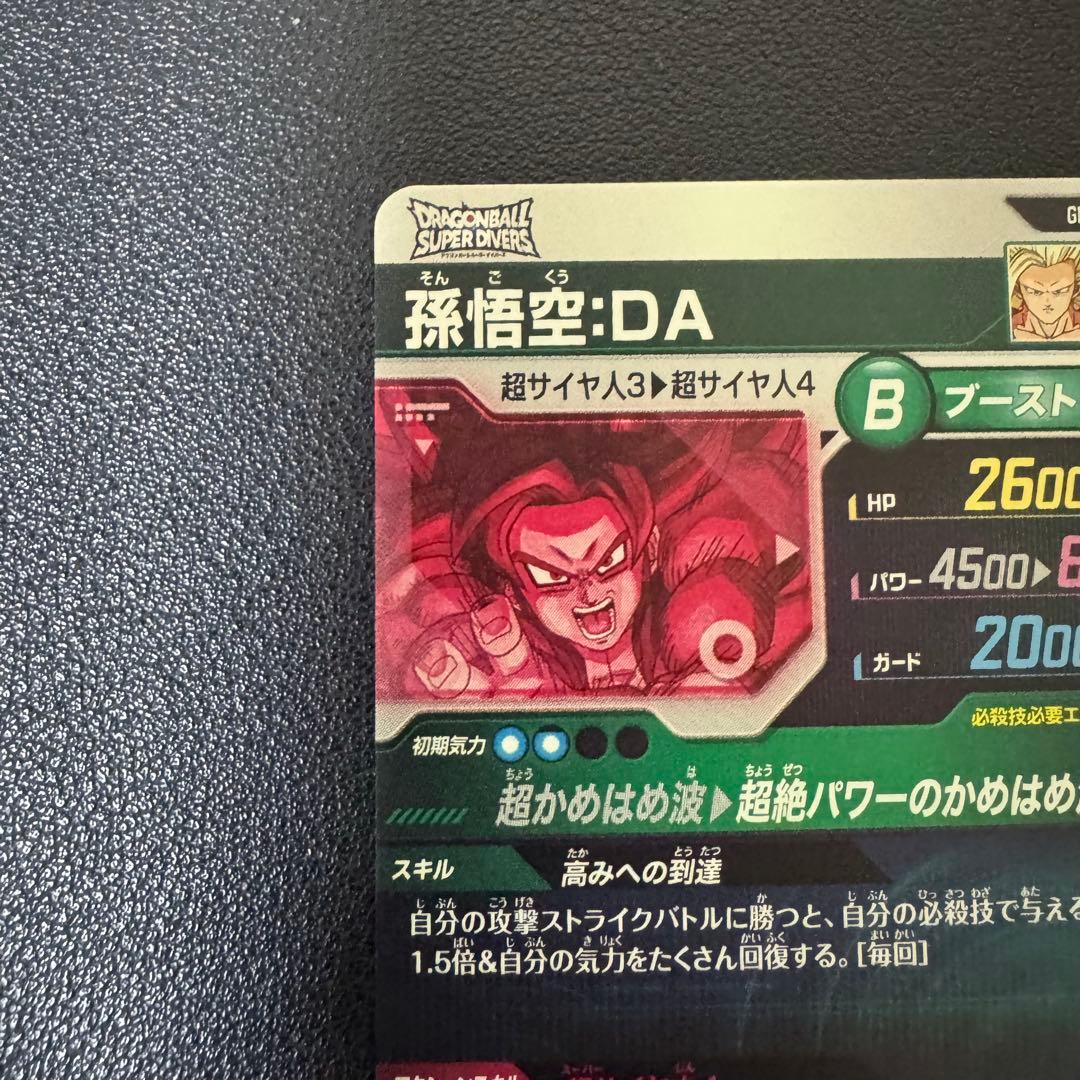 DRAGONBALL
SUPER DIVERS
そん ご くう
孫悟空:DA
超サイヤ人3▶超サイヤ人4
B ブースト
HP 2600
パワー 4500▶
ガード 2000
必殺技必要エ
初期気力
ちょう は ちょう ぜつ
超かめはめ波▶超絶パワーのかめはめ
たか とう たつ
スキル 高みへの到達
じ ぶん こう げき か じ ぶん ひっ さつ わざ あた
自分の攻撃ストライクバトルに勝つと、自分の必殺技で与える
ばい じ ぶん き りょく かい ふく まい かい
1.5倍&自分の気力をたくさん回復する。[毎回]